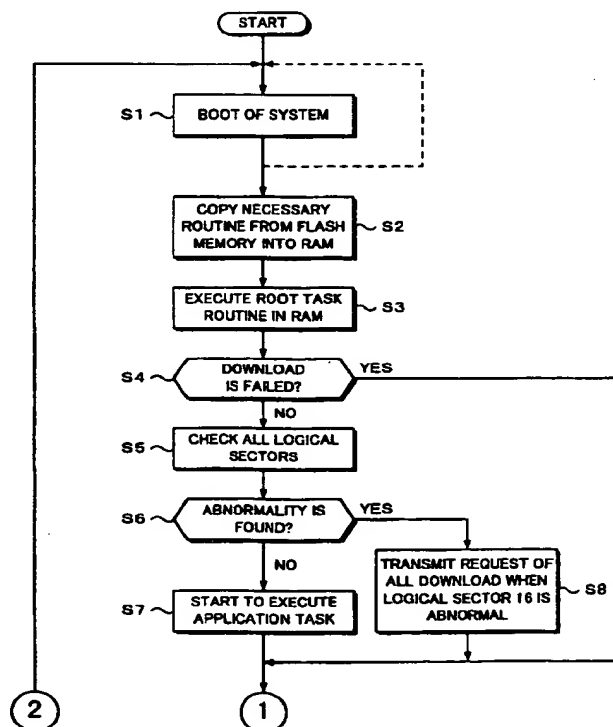 START
S1
BOOT OF SYSTEM
COPY NECESSARY
ROUTINE FROM FLASH
MEMORY INTO RAM
S2
EXECUTE ROOT TASK
ROUTINE IN RAM
S3
S4
DOWNLOAD
IS FAILED?
YES
NO
S5
CHECK ALL LOGICAL
SECTORS
S6
ABNORMALITY IS
FOUND?
YES
NO
S7
START TO EXECUTE
APPLICATION TASK
TRANSMIT REQUEST OF
ALL DOWNLOAD WHEN
LOGICAL SECTOR 16 IS
ABNORMAL
S8
2
1